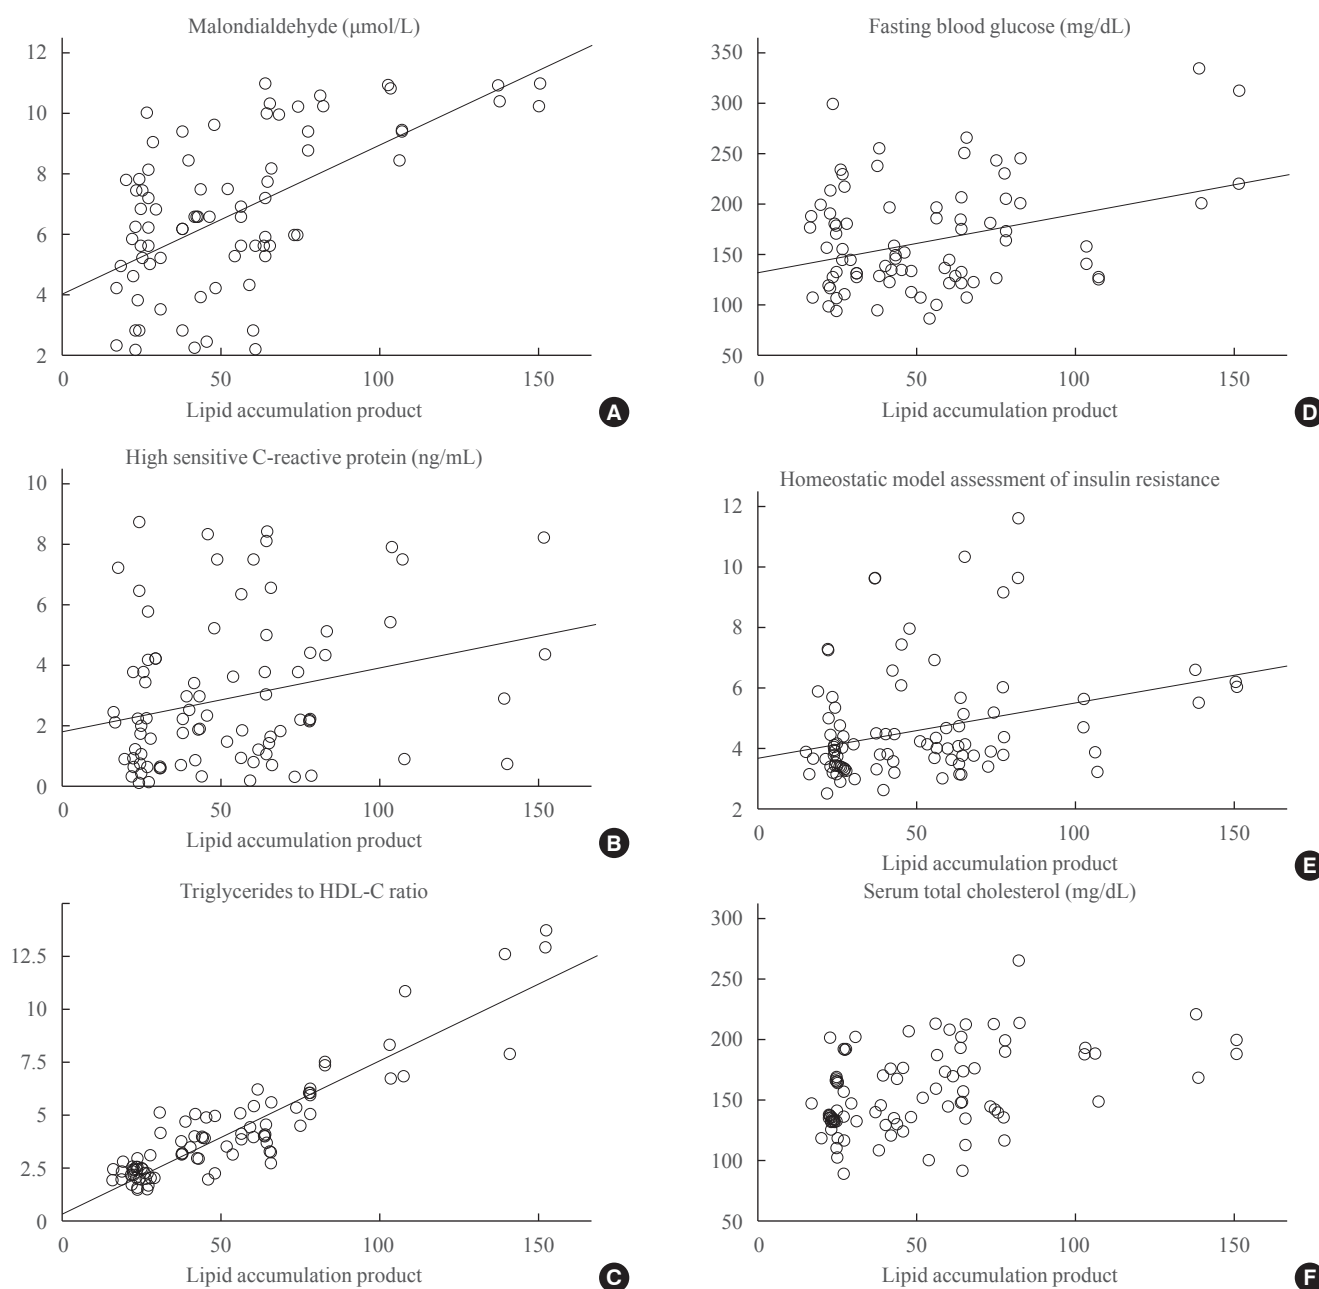 Malondialdehyde (μmol/L)
12
10
8
6
4
2
0 50 100 150
Lipid accumulation product
A
High sensitive C-reactive protein (ng/mL)
10
8
6
4
2
0
0 50 100 150
Lipid accumulation product
B
Triglycerides to HDL-C ratio
12.5
10
7.5
5
2.5
0
0 50 100 150
Lipid accumulation product
C
Fasting blood glucose (mg/dL)
350
300
250
200
150
100
50
0 50 100 150
Lipid accumulation product
D
Homeostatic model assessment of insulin resistance
12
10
8
6
4
2
0 50 100 150
Lipid accumulation product
E
Serum total cholesterol (mg/dL)
300
250
200
150
100
50
0 50 100 150
Lipid accumulation product
F